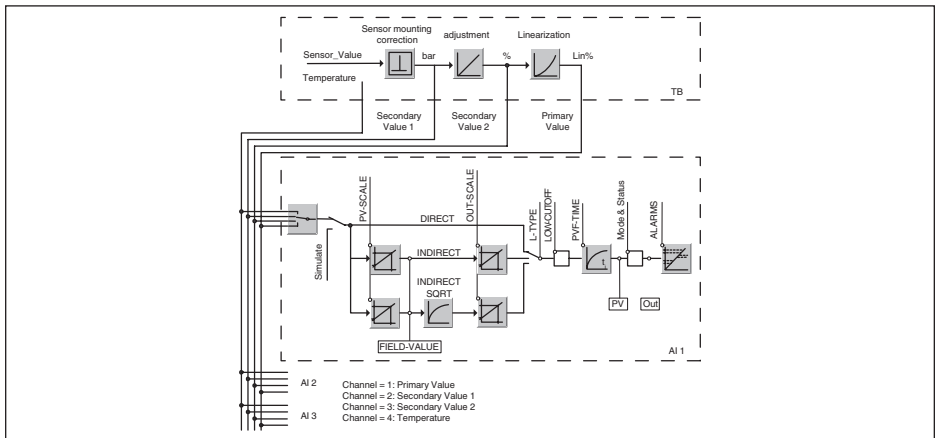 Sensor mounting
correction
adjustment
Linearization
Sensor_Value
bar
%
Lin%
Temperature
TB
Secondary
Value 1
Secondary
Value 2
Primary
Value
PV-SCALE
OUT-SCALE
L-TYPE
LOW-CUTOFF
PVF-TIME
Mode & Status
ALARMS
DIRECT
Simulate
INDIRECT
t
INDIRECT
SQRT
PV
Out
FIELD-VALUE
AI 1
AI 2
Channel = 1: Primary Value
Channel = 2: Secondary Value 1
Channel = 3: Secondary Value 2
AI 3
Channel = 4: Temperature